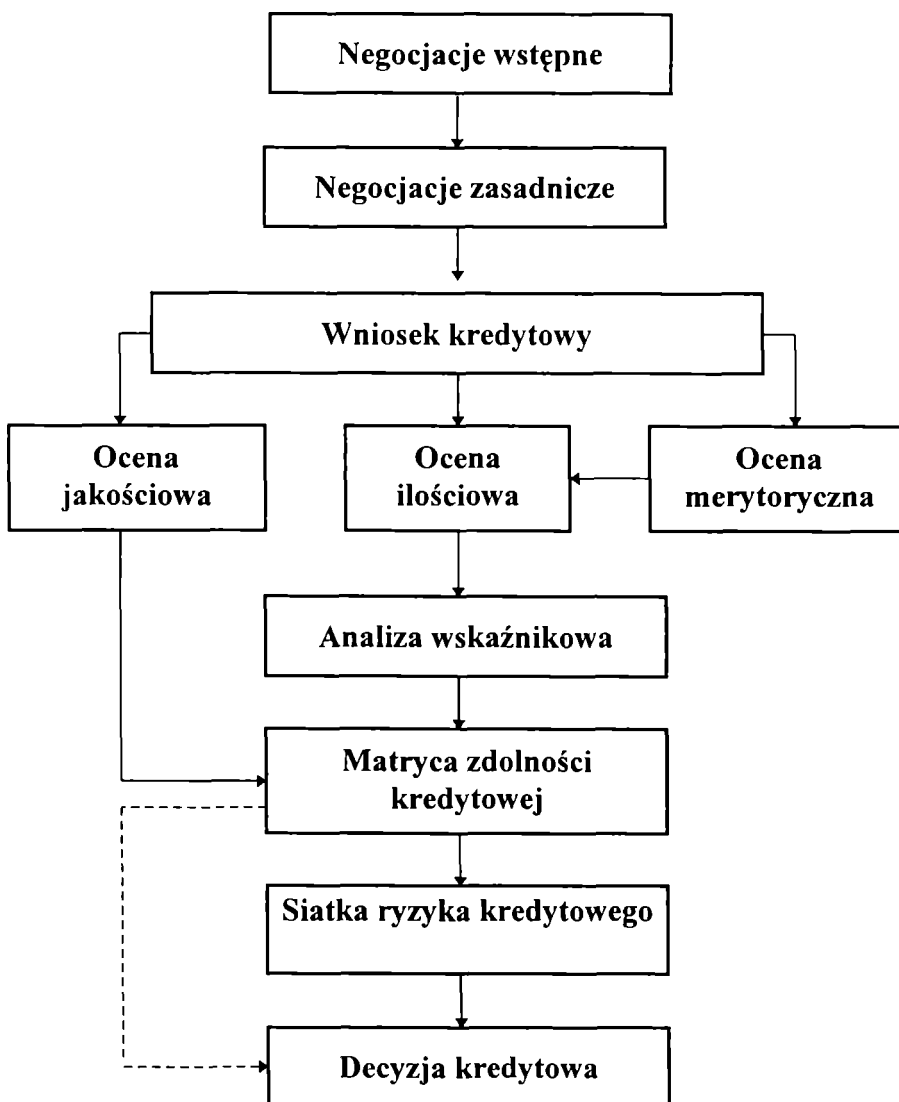 Negocjacje wstępne
Negocjacje zasadnicze
Wniosek kredytowy
Ocena
jakościowa
Ocena
ilościowa
Ocena
merytoryczna
Analiza wskaźnikowa
Matryca zdolności
kredytowej
Siatka ryzyka kredytowego
Decyzja kredytowa